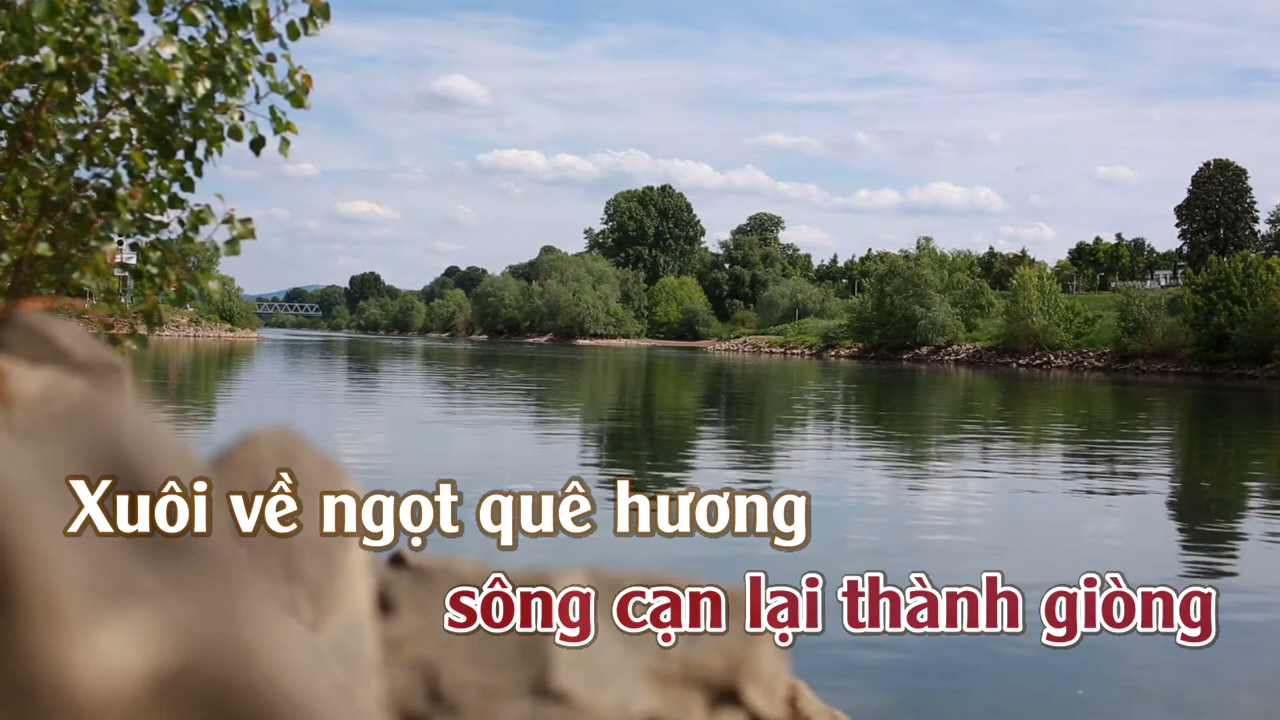 Xuôi về ngọt quê hương
sông cạn lại thành giòng